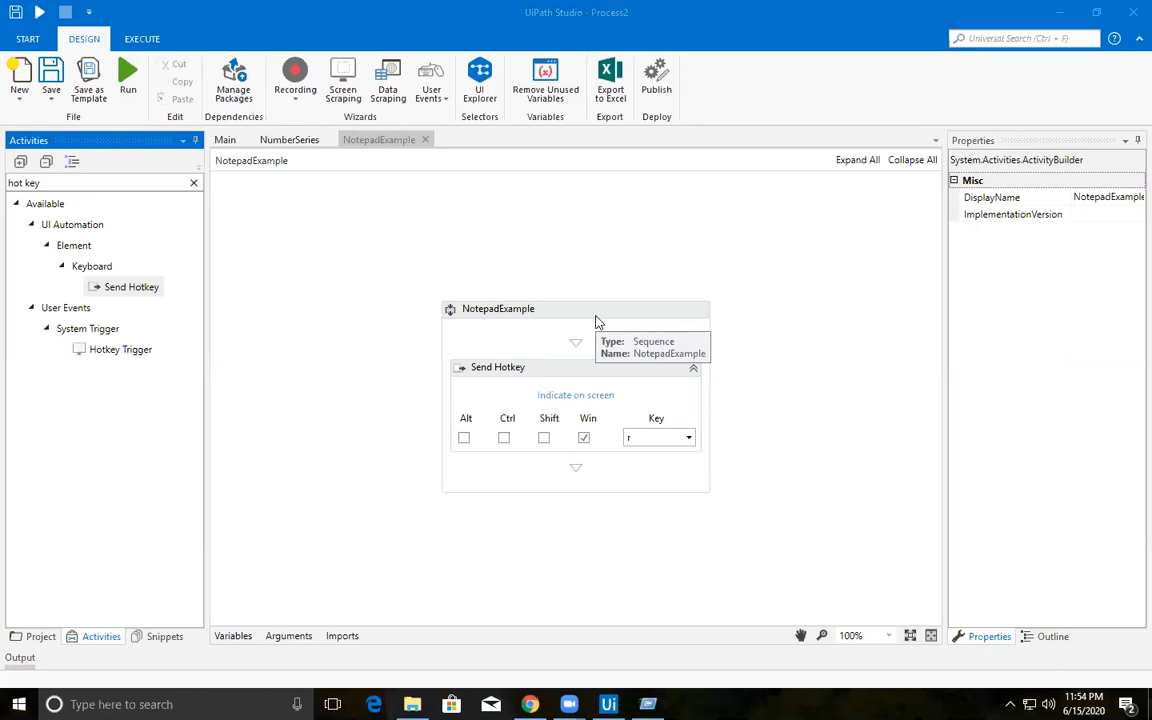 UiPath Studio - Process2
START DESIGN EXECUTE
Universal Search (Ctrl + F)
New Save Save as Template Run
Cut
Copy
Paste
Manage Packages
Recording Screen Scraping Data Scraping User Events
UI Explorer
Remove Unused Variables
Export to Excel
Publish
File Edit Dependencies Wizards Selectors Variables Export Deploy
Activities
Main NumberSeries NotepadExample
Properties
NotepadExample
Expand All Collapse All
System.Activities.ActivityBuilder
hot key
Misc
Available
DisplayName NotepadExample
UI Automation
ImplementationVersion
Element
Keyboard
Send Hotkey
User Events
NotepadExample
System Trigger
Type: Sequence
Hotkey Trigger
Name: NotepadExample
Send Hotkey
Indicate on screen
Alt Ctrl Shift Win Key
r
Project Activities Snippets
Variables Arguments Imports
100%
Properties Outline
Output
Type here to search
Ui
11:54 PM
6/15/2020
2